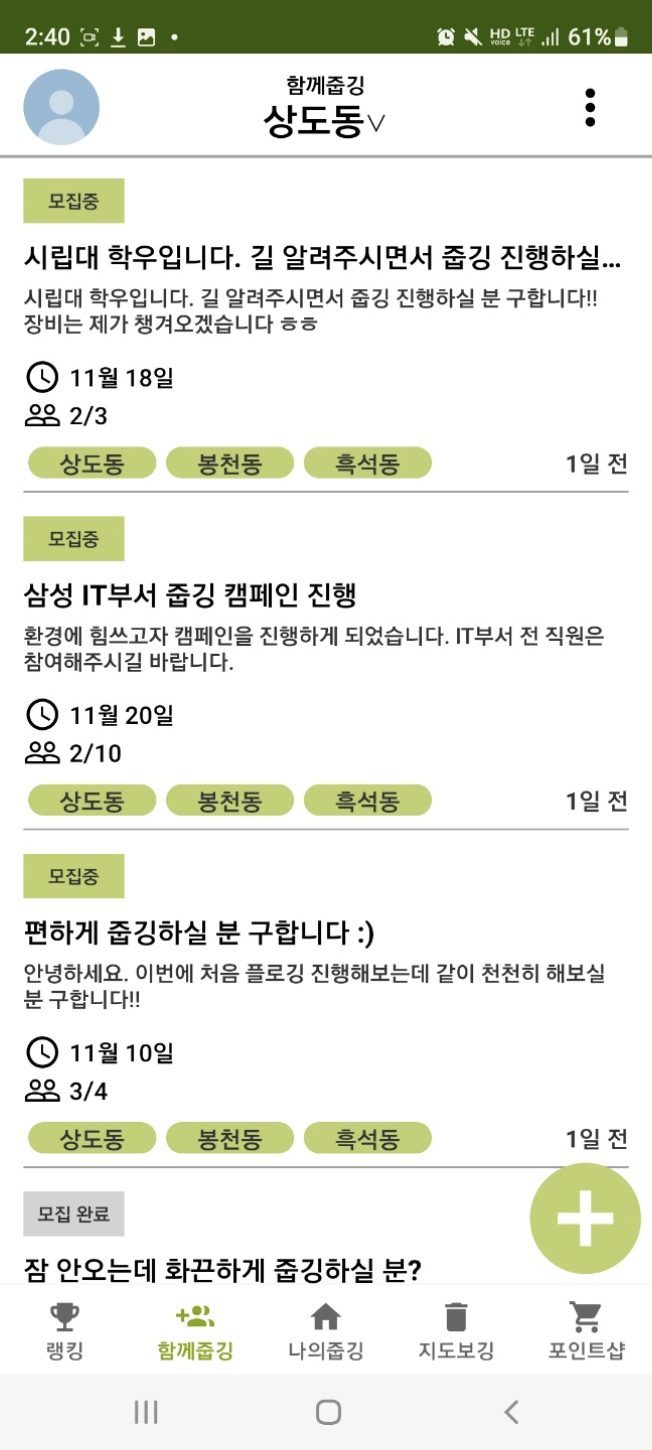 2:40
HD voice LTE 61%
함께줍깅
상도동
모집중
시립대 학우입니다. 길 알려주시면서 줍깅 진행하실...
시립대 학우입니다. 길 알려주시면서 줍깅 진행하실 분 구합니다!!
장비는 제가 챙겨오겠습니다 ㅎㅎ
11월 18일
2/3
상도동 봉천동 흑석동 1일 전
모집중
삼성 IT부서 줍깅 캠페인 진행
환경에 힘쓰고자 캠페인을 진행하게 되었습니다. IT부서 전 직원은
참여해주시길 바랍니다.
11월 20일
2/10
상도동 봉천동 흑석동 1일 전
모집중
편하게 줍깅하실 분 구합니다 :)
안녕하세요. 이번에 처음 플로깅 진행해보는데 같이 천천히 해보실
분 구합니다!!
11월 10일
3/4
상도동 봉천동 흑석동 1일 전
모집 완료
잠 안오는데 화끈하게 줍깅하실 분?
랭킹 함께줍깅 나의줍깅 지도보깅 포인트샵